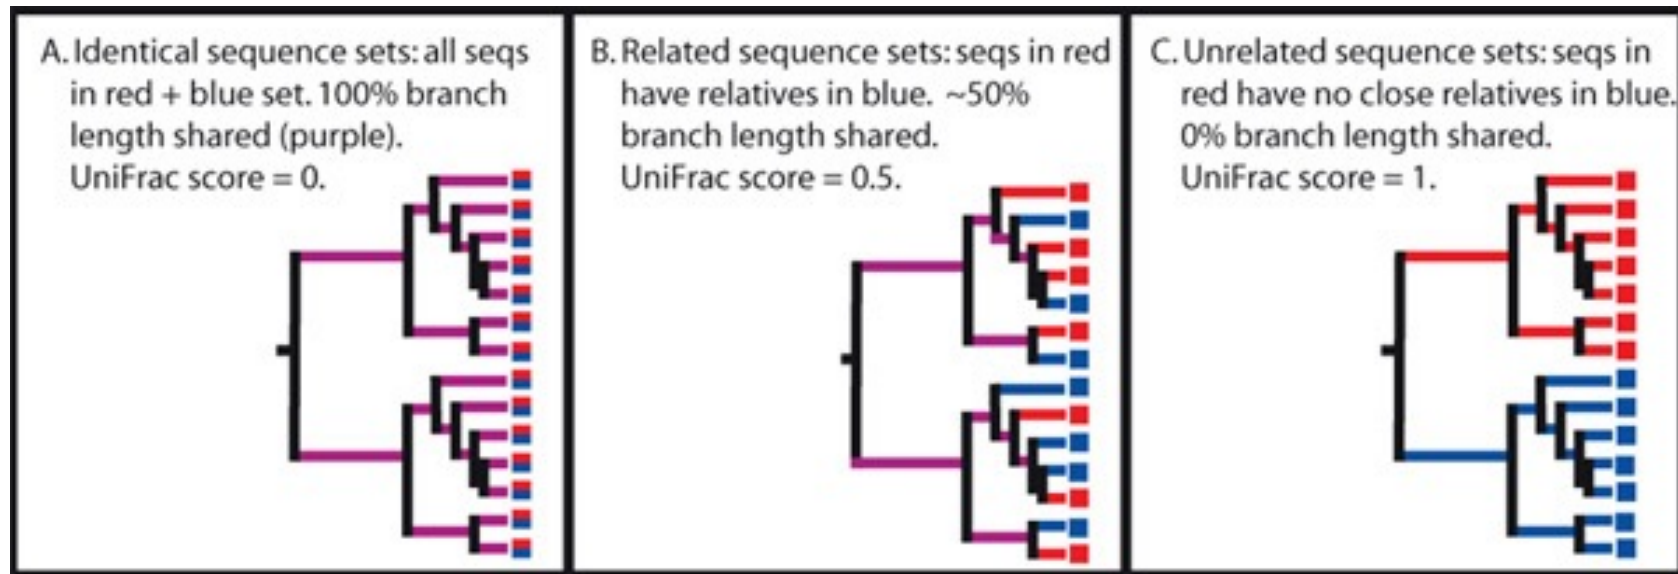 A. Identical sequence sets: all seqs
in red + blue set. 100% branch
length shared (purple).
UniFrac score = 0.
B. Related sequence sets: seqs in red
have relatives in blue. ~50%
branch length shared.
UniFrac score = 0.5.
C. Unrelated sequence sets: seqs in
red have no close relatives in blue.
0% branch length shared.
UniFrac score = 1.